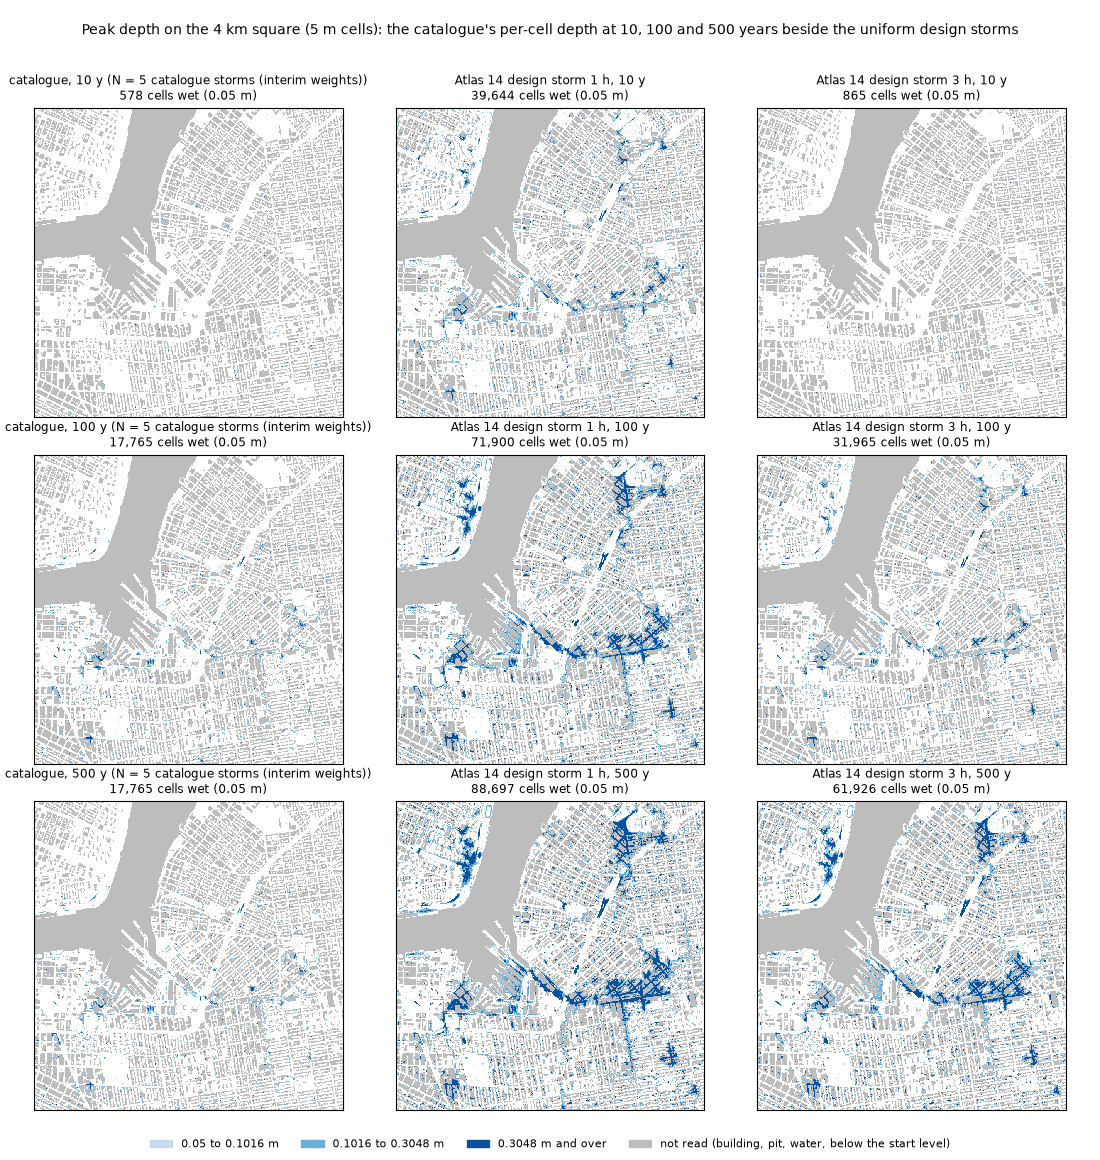 Peak depth on the 4 km square (5 m cells): the catalogue's per-cell depth at 10, 100 and 500 years beside the uniform design storms
catalogue, 10 y (N = 5 catalogue storms (interim weights))
578 cells wet (0.05 m)
Atlas 14 design storm 1 h, 10 y
39,644 cells wet (0.05 m)
Atlas 14 design storm 3 h, 10 y
865 cells wet (0.05 m)
catalogue, 100 y (N = 5 catalogue storms (interim weights))
17,765 cells wet (0.05 m)
Atlas 14 design storm 1 h, 100 y
71,900 cells wet (0.05 m)
Atlas 14 design storm 3 h, 100 y
31,965 cells wet (0.05 m)
catalogue, 500 y (N = 5 catalogue storms (interim weights))
17,765 cells wet (0.05 m)
Atlas 14 design storm 1 h, 500 y
88,697 cells wet (0.05 m)
Atlas 14 design storm 3 h, 500 y
61,926 cells wet (0.05 m)
0.05 to 0.1016 m
0.1016 to 0.3048 m
0.3048 m and over
not read (building, pit, water, below the start level)